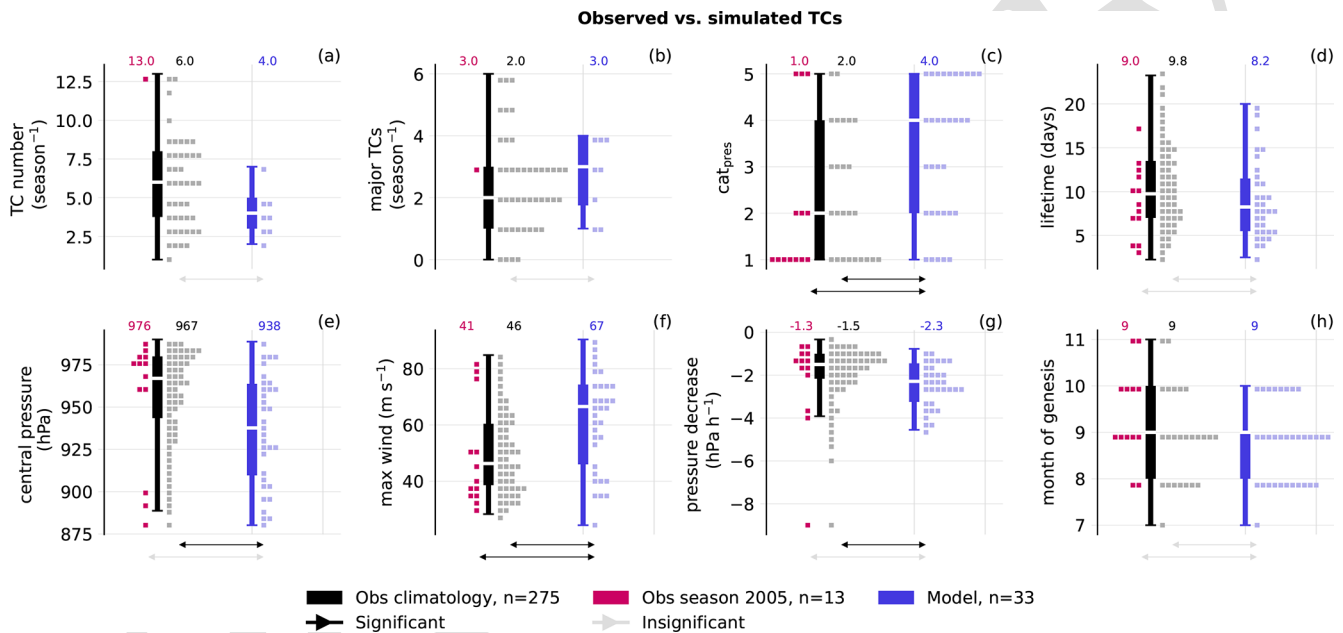 Observed vs. simulated TCs
(a)
13.0 6.0 4.0
TC number
(season⁻¹)
12.5
10.0
7.5
5.0
2.5
(b)
3.0 2.0 3.0
major TCs
(season⁻¹)
6
4
2
0
(c)
1.0 2.0 4.0
cat_pres
5
4
3
2
1
(d)
9.0 9.8 8.2
lifetime (days)
20
15
10
5
(e)
976 967 938
central pressure
(hPa)
975
950
925
900
875
(f)
41 46 67
max wind (m s⁻¹)
80
60
40
(g)
-1.3 -1.5 -2.3
pressure decrease
(hPa h⁻¹)
0
−2
−4
−6
−8
(h)
9 9 9
month of genesis
11
10
9
8
7
Obs climatology, n=275 Obs season 2005, n=13 Model, n=33
Significant Insignificant